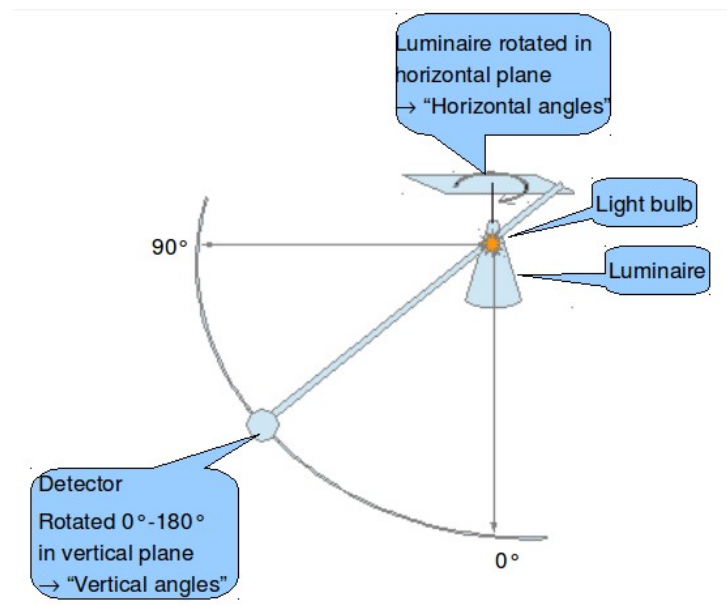 Luminaire rotated in
horizontal plane
→ “Horizontal angles”
Light bulb
90°
Luminaire
Detector
Rotated 0°-180°
in vertical plane
→ “Vertical angles”
0°